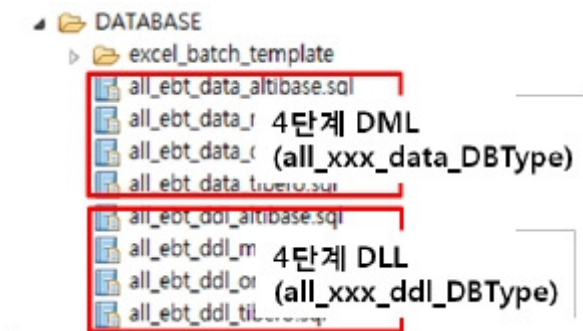 DATABASE
excel_batch_template
all_ebt_data_altibase.sql
all_ebt_data_
all_ebt_data_
all_ebt_data_tibero.sql
4단계 DML
(all_xxx_data_DBType)
all_ebt_ddl_altibase.sql
all_ebt_ddl_m
all_ebt_ddl_or
all_ebt_ddl_tibero.sql
4단계 DLL
(all_xxx_ddl_DBType)